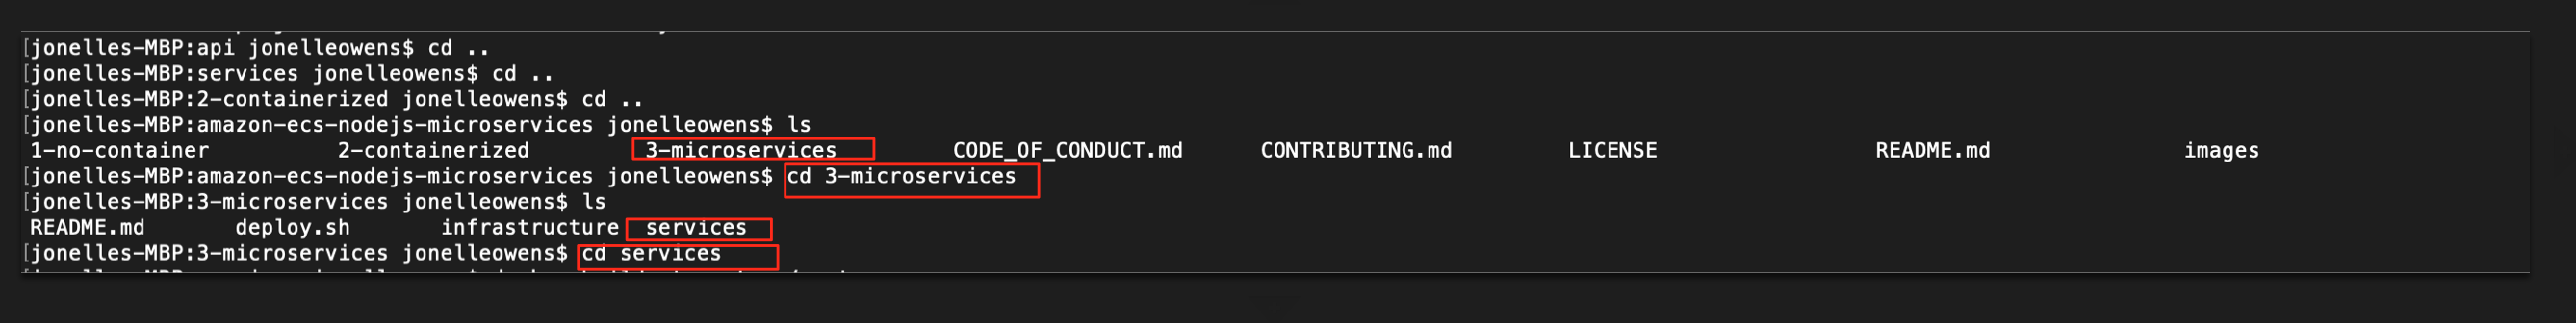 [jonelles-MBP:api jonelleowens$ cd ..
[jonelles-MBP:services jonelleowens$ cd ..
[jonelles-MBP:2-containerized jonelleowens$ cd ..
[jonelles-MBP:amazon-ecs-nodejs-microservices jonelleowens$ ls
1-no-container 2-containerized 3-microservices CODE_OF_CONDUCT.md CONTRIBUTING.md LICENSE README.md images
[jonelles-MBP:amazon-ecs-nodejs-microservices jonelleowens$ cd 3-microservices
[jonelles-MBP:3-microservices jonelleowens$ ls
README.md deploy.sh infrastructure services
[jonelles-MBP:3-microservices jonelleowens$ cd services